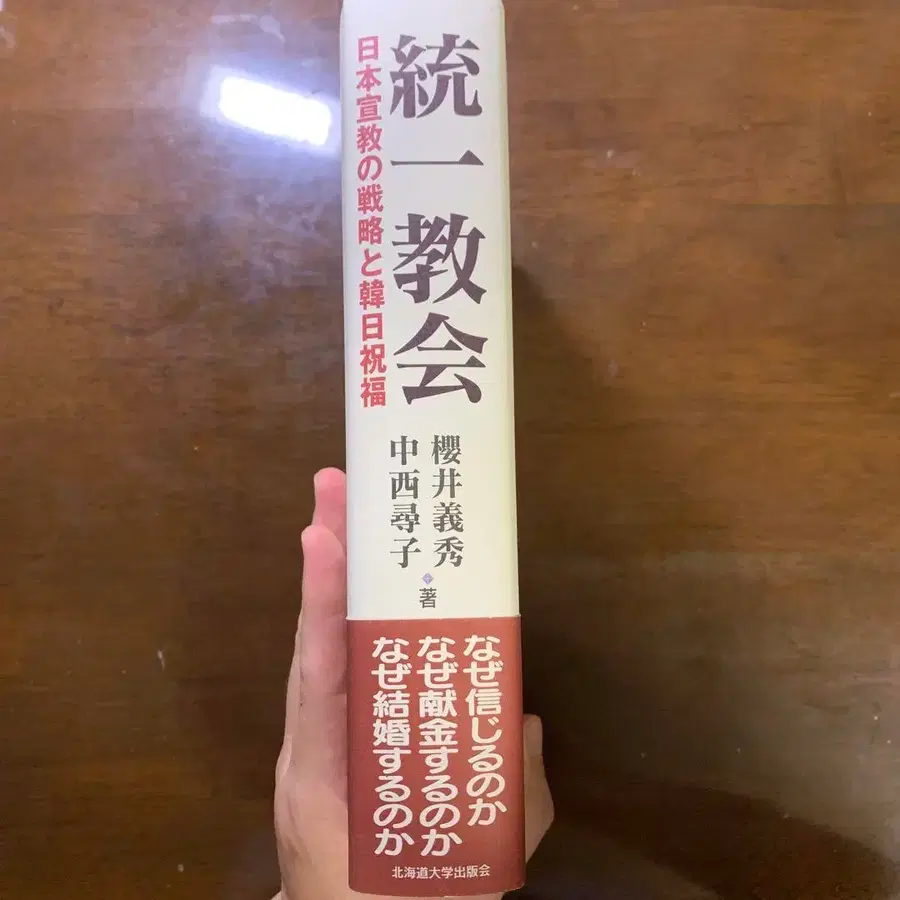 統一教会
日本宣教の戦略と韓日祝福
櫻井義秀
中西尋子
著
なぜ信じるのか
なぜ献金するのか
なぜ結婚するのか
北海道大学出版会